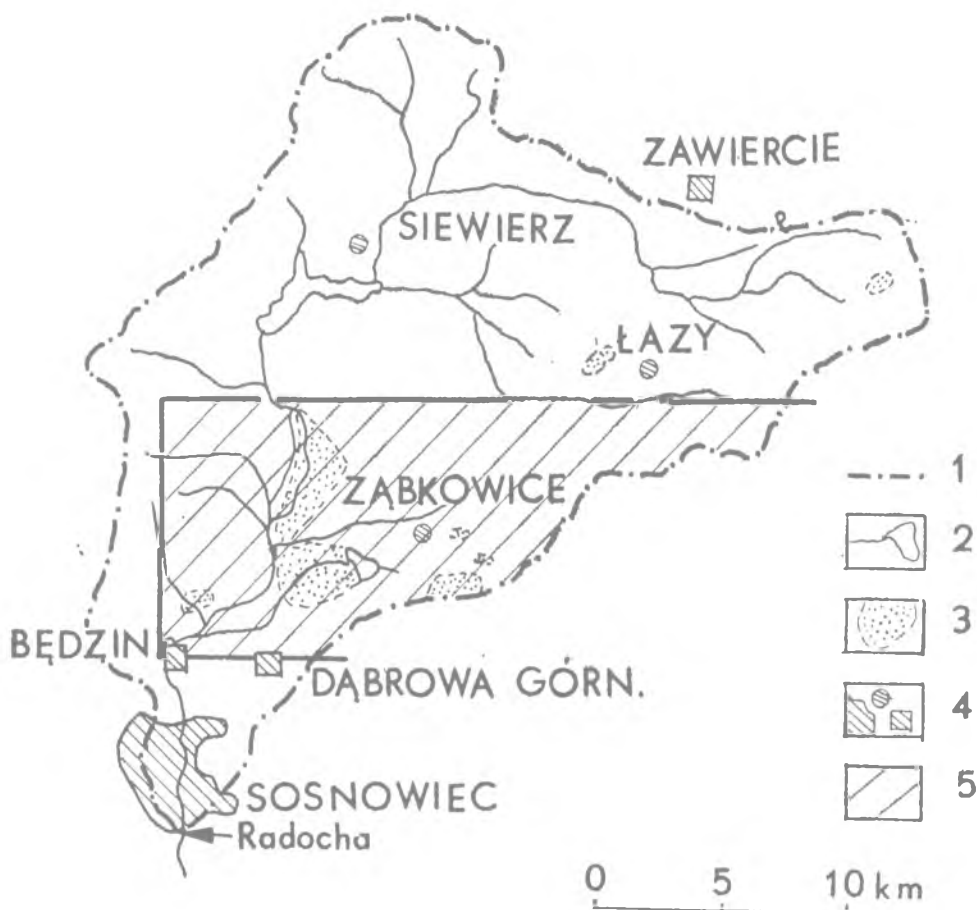 ZAWIERCIE
SIEWIERZ
ŁAZY
ZĄBKOWICE
BĘDZIN
DĄBROWA GÓRN.
SOSNOWIEC
Radocha
1
2
3
4
5
0 5 10 km